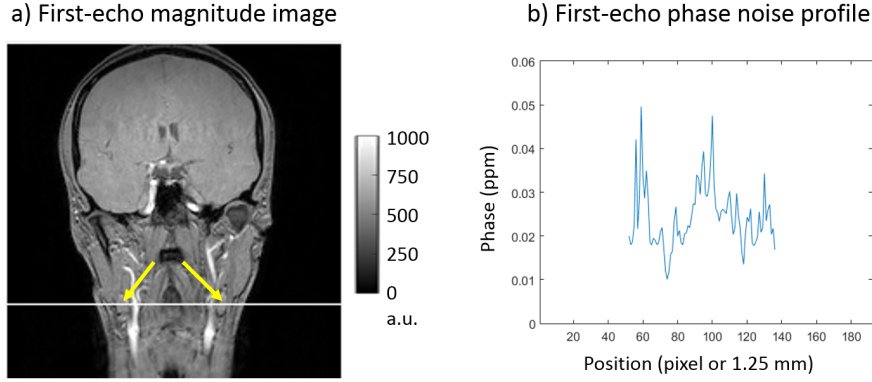 a) First-echo magnitude image
1000
750
500
250
0
a.u.
b) First-echo phase noise profile
0.06
0.05
0.04
0.03
0.02
0.01
0
20 40 60 80 100 120 140 160 180
Phase (ppm)
Position (pixel or 1.25 mm)